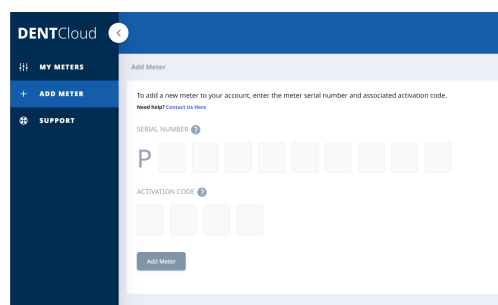 DENTCloud
MY METERS
+ ADD METER
SUPPORT
Add Meter
To add a new meter to your account, enter the meter serial number and associated activation code.
Need help? Contact Us Here
SERIAL NUMBER ?
P
ACTIVATION CODE ?
Add Meter